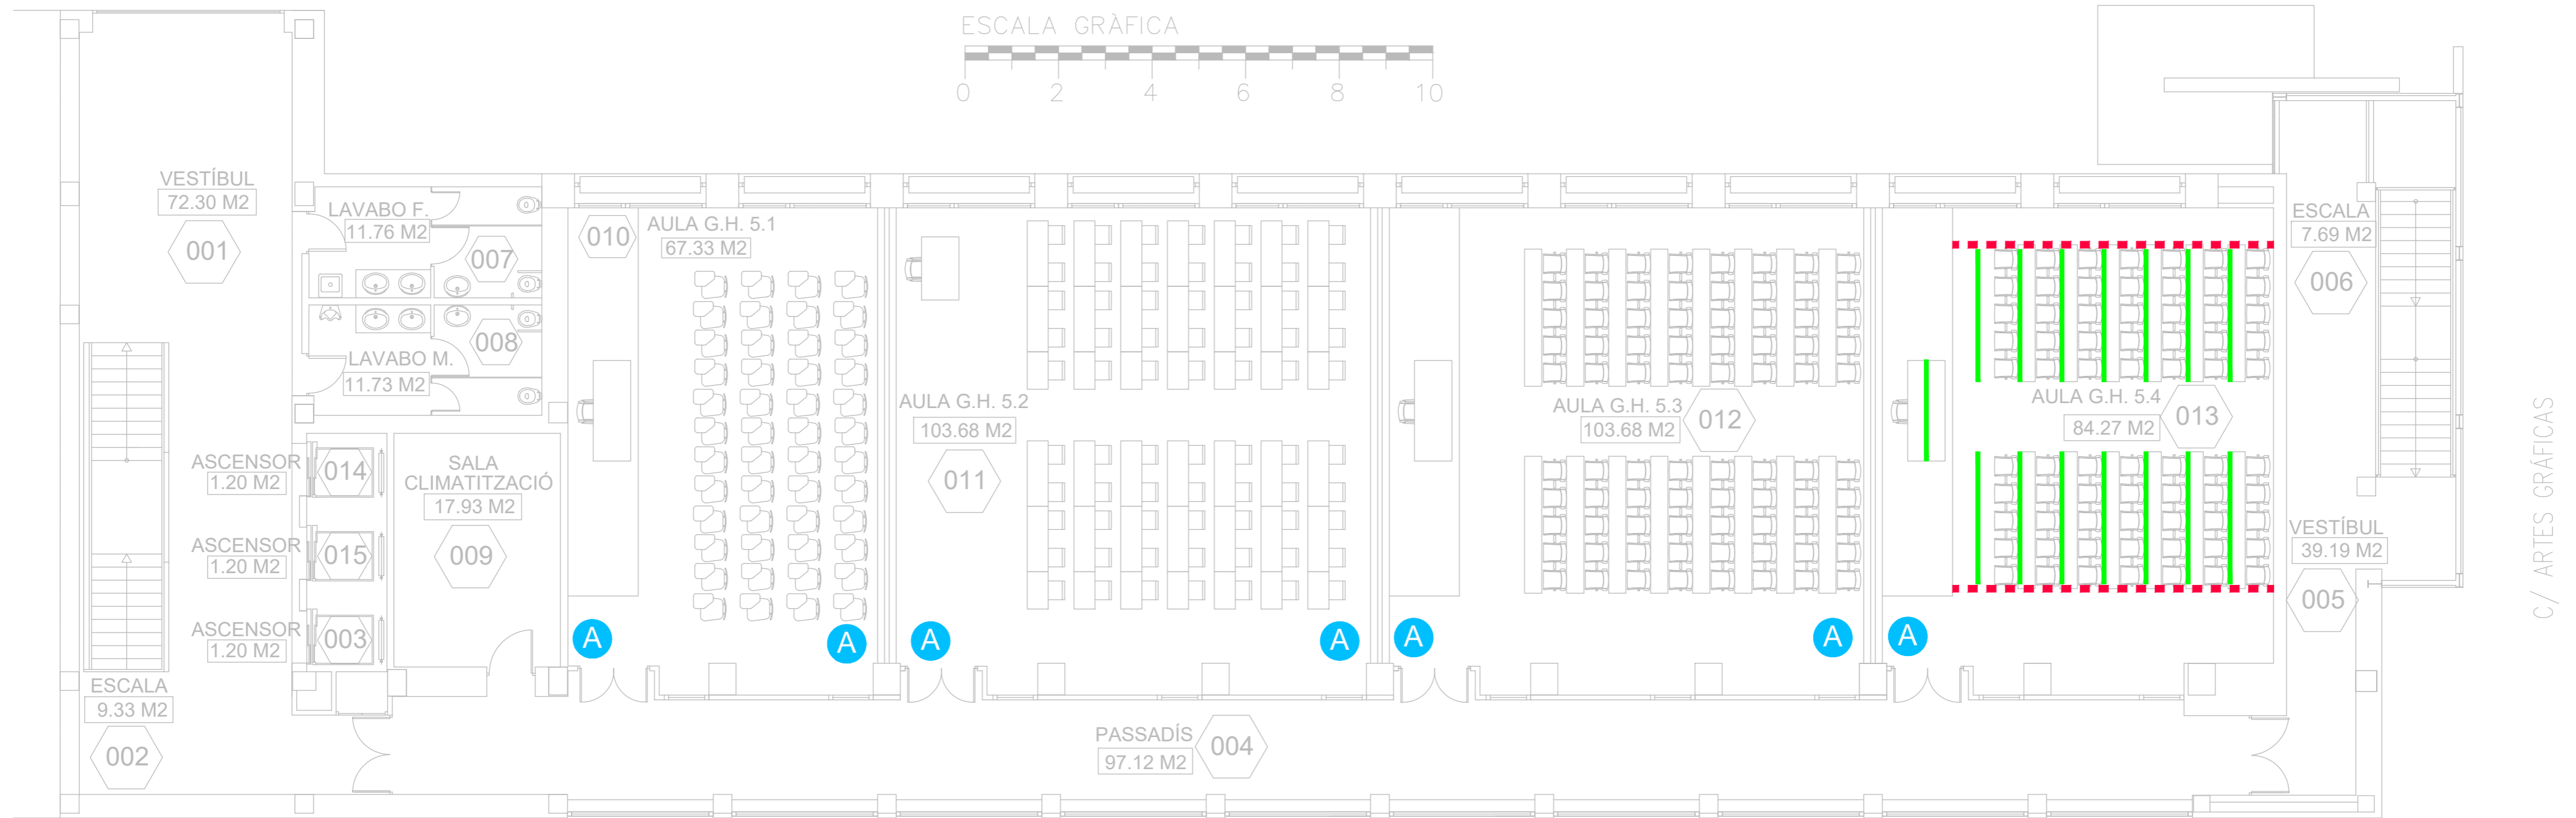 ESCALA GRÀFICA
0 2 4 6 8 10
VESTÍBUL
72.30 M2
001
LAVABO F.
11.76 M2
007
008
LAVABO M.
11.73 M2
010
AULA G.H. 5.1
67.33 M2
ESCALA
7.69 M2
006
AULA G.H. 5.2
103.68 M2
011
AULA G.H. 5.3
103.68 M2
012
AULA G.H. 5.4
84.27 M2
013
ASCENSOR
1.20 M2
014
SALA
CLIMATITZACIÓ
17.93 M2
009
ASCENSOR
1.20 M2
015
ASCENSOR
1.20 M2
003
VESTÍBUL
39.19 M2
005
A
A
A
A
A
A
A
ESCALA
9.33 M2
002
PASSADÍS
97.12 M2
004
C/ ARTES GRÁFICAS